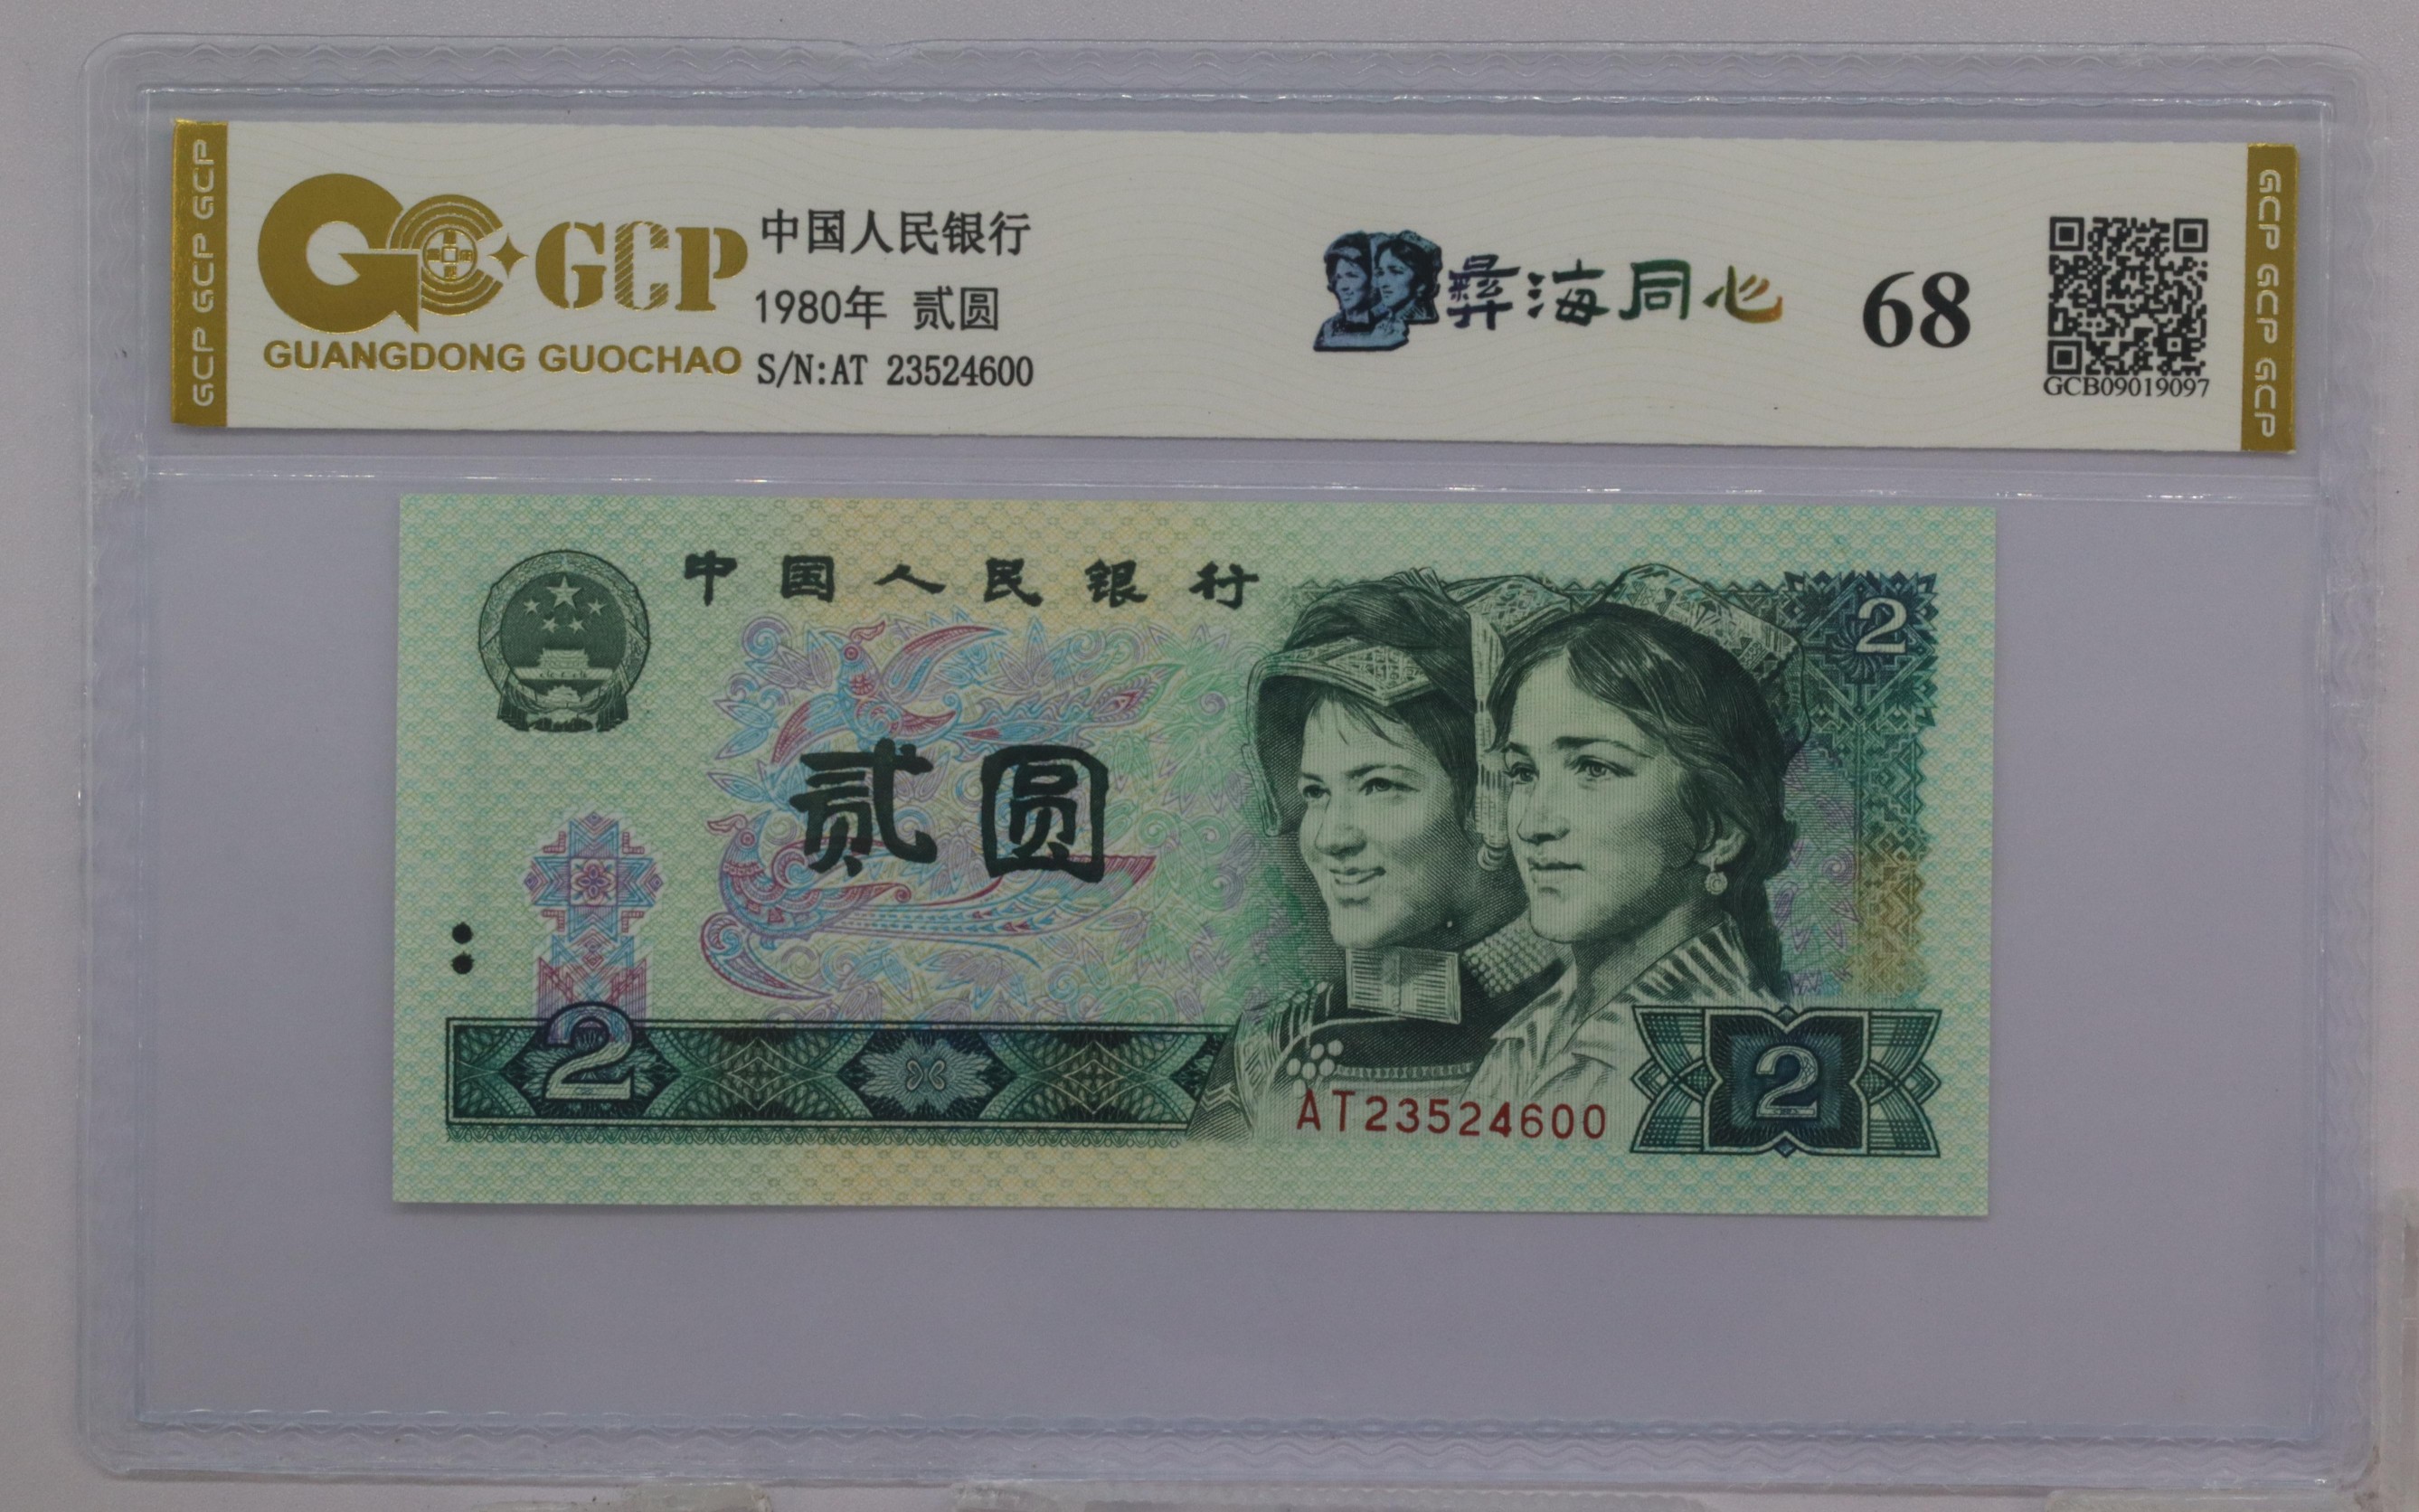 GCP GCP GCP
GCP
GUANGDONG GUOCHAO
中国人民银行
1980年 贰圆
S/N:AT 23524600
彝海同心
68
GCB09019097
GCP GCP GCP
中国人民银行
2
贰圆
2
AT23524600
2